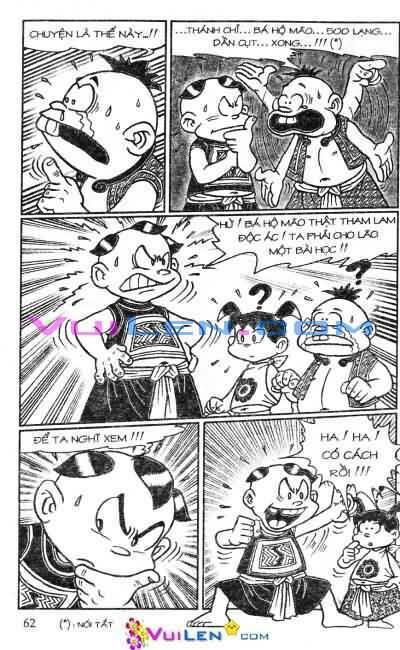 CHUYỆN LÀ THẾ NÀY...!!
...THÁNH CHỈ... BÁ HỘ MÃO... 500 LẠNG...
DẦN CỤT... XONG... !!! (*)
HỪ! BÁ HỘ MÃO THẬT THAM LAM
ĐỘC ÁC! TA PHẢI CHO LÃO
MỘT BÀI HỌC!!
?
?
VUILEN.COM
ĐỂ TA NGHĨ XEM!!!
HA! HA!
CÓ CÁCH
RỒI!!!
62 (*): NÓI TẮT
VUILEN.COM